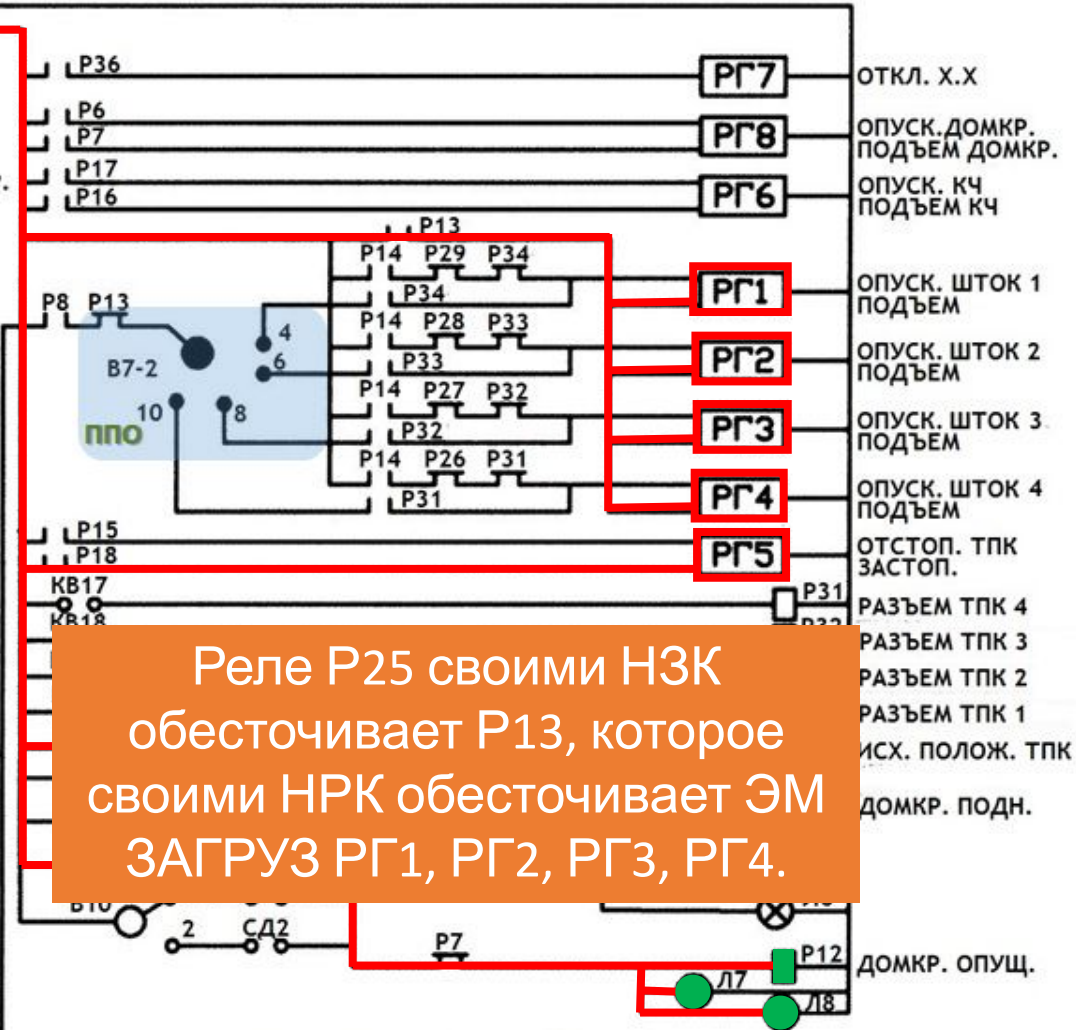 Р36
РГ7
ОТКЛ. Х.Х
Р6
Р7
РГ8
ОПУСК.ДОМКР.
ПОДЪЕМ ДОМКР.
Р17
Р16
РГ6
ОПУСК. КЧ
ПОДЪЕМ КЧ
Р13
Р14 Р29 Р34
Р34
РГ1
ОПУСК. ШТОК 1
ПОДЪЕМ
Р8 Р13
В7-2
4
6
10
8
ППО
Р14 Р28 Р33
Р33
РГ2
ОПУСК. ШТОК 2
ПОДЪЕМ
Р14 Р27 Р32
Р32
РГ3
ОПУСК. ШТОК 3
ПОДЪЕМ
Р14 Р26 Р31
Р31
РГ4
ОПУСК. ШТОК 4
ПОДЪЕМ
Р15
Р18
РГ5
ОТСТОП. ТПК
ЗАСТОП.
КВ17
Р31
РАЗЪЕМ ТПК 4
КВ18
Р32
РАЗЪЕМ ТПК 3
РАЗЪЕМ ТПК 2
РАЗЪЕМ ТПК 1
ИСХ. ПОЛОЖ. ТПК
ДОМКР. ПОДН.
Реле Р25 своими НЗК
обесточивает Р13, которое
своими НРК обесточивает ЭМ
ЗАГРУЗ РГ1, РГ2, РГ3, РГ4.
В10
2
СД2
Р7
Р12
ДОМКР. ОПУЩ.
Л7
Л8